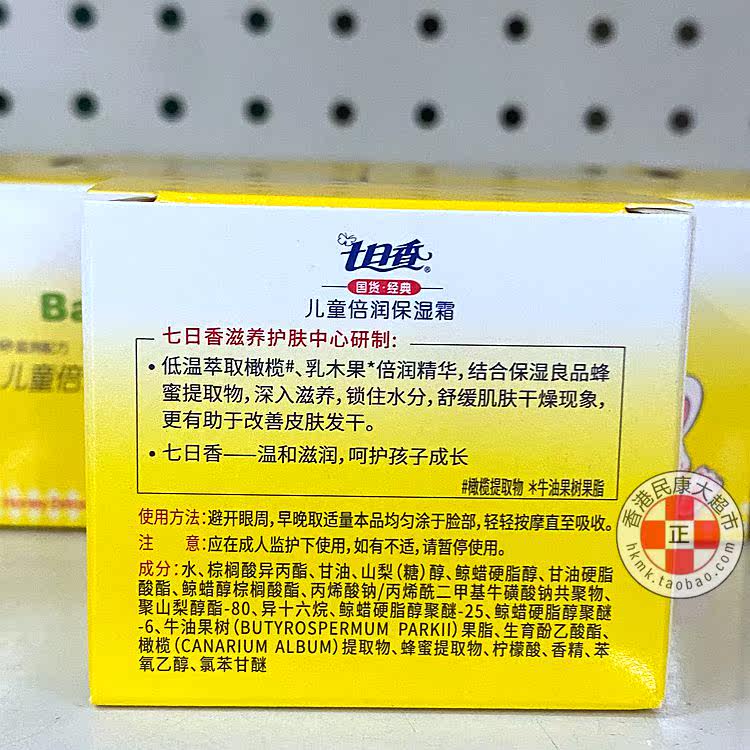 七日香®
国货·经典
儿童倍润保湿霜
七日香滋养护肤中心研制:
• 低温萃取橄榄#、乳木果*倍润精华,结合保湿良品蜂
蜜提取物,深入滋养,锁住水分,舒缓肌肤干燥现象,
更有助于改善皮肤发干。
• 七日香——温和滋润,呵护孩子成长
#橄榄提取物 *牛油果树果脂
使用方法:避开眼周,早晚取适量本品均匀涂于脸部,轻轻按摩直至吸收。
注 意:应在成人监护下使用,如有不适,请暂停使用。
成分:水、棕榈酸异丙酯、甘油、山梨(糖)醇、鲸蜡硬脂醇、甘油硬脂
酸酯、鲸蜡醇棕榈酸酯、丙烯酸钠/丙烯酰二甲基牛磺酸钠共聚物、
聚山梨醇酯-80、异十六烷、鲸蜡硬脂醇聚醚-25、鲸蜡硬脂醇聚醚
-6、牛油果树(BUTYROSPERMUM PARKII)果脂、生育酚乙酸酯、
橄榄(CANARIUM ALBUM)提取物、蜂蜜提取物、柠檬酸、香精、苯
氧乙醇、氯苯甘醚
Ba
儿童倍
香港民康大超市
正
hkmk.taobao.com